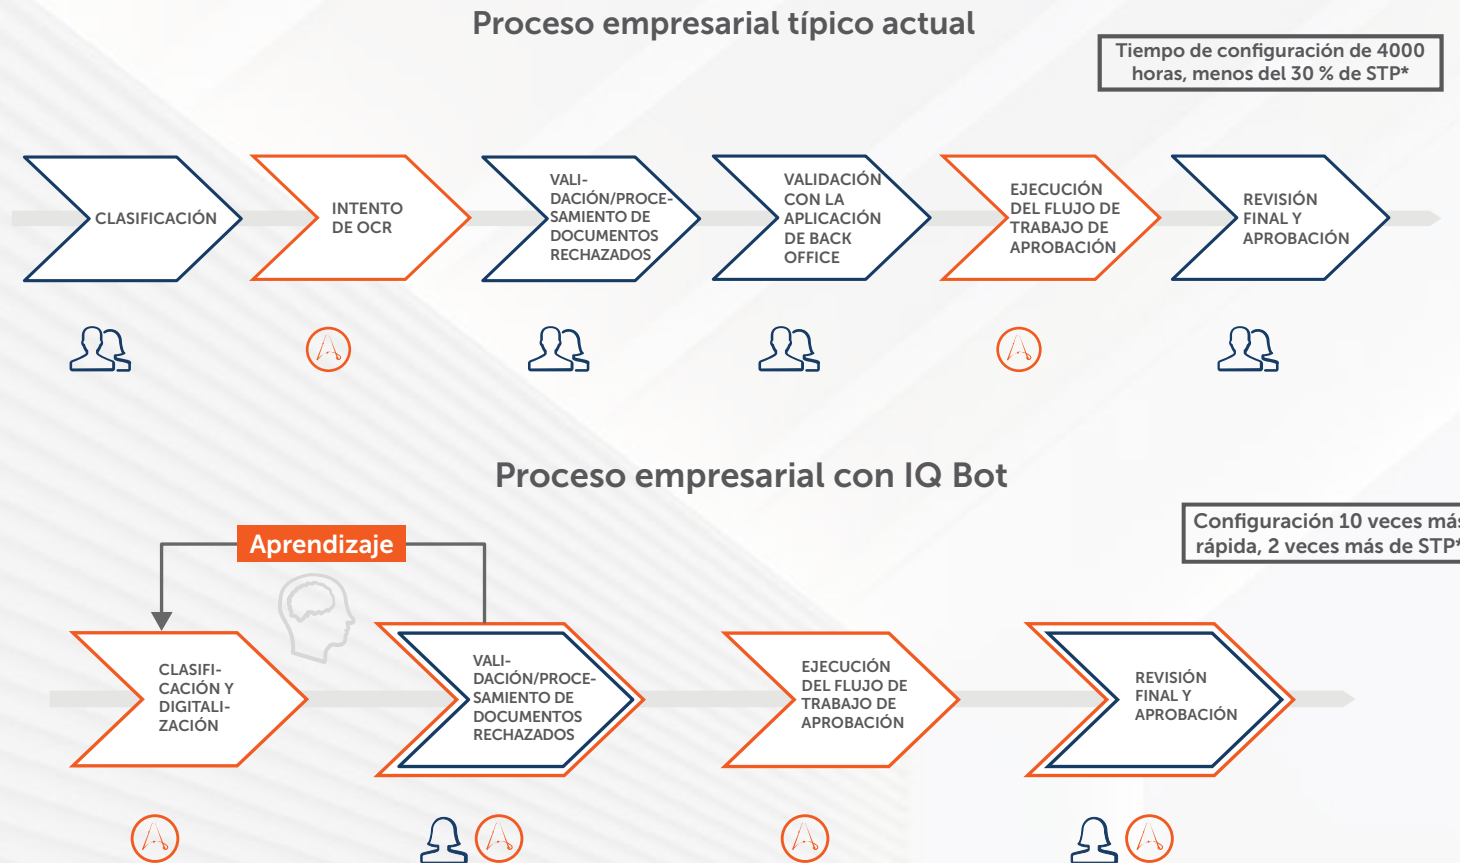 Proceso empresarial típico actual
Tiempo de configuración de 4000
horas, menos del 30 % de STP*
CLASIFICACIÓN
INTENTO
DE OCR
VALI-
DACIÓN/PROCE-
SAMIENTO DE
DOCUMENTOS
RECHAZADOS
VALIDACIÓN
CON LA
APLICACIÓN
DE BACK
OFFICE
EJECUCIÓN
DEL FLUJO DE
TRABAJO DE
APROBACIÓN
REVISIÓN
FINAL Y
APROBACIÓN
Proceso empresarial con IQ Bot
Configuración 10 veces más
rápida, 2 veces más de STP*
Aprendizaje
CLASIFI-
CACIÓN Y
DIGITALI-
ZACIÓN
VALI-
DACIÓN/PROCE-
SAMIENTO DE
DOCUMENTOS
RECHAZADOS
EJECUCIÓN
DEL FLUJO DE
TRABAJO DE
APROBACIÓN
REVISIÓN
FINAL Y
APROBACIÓN